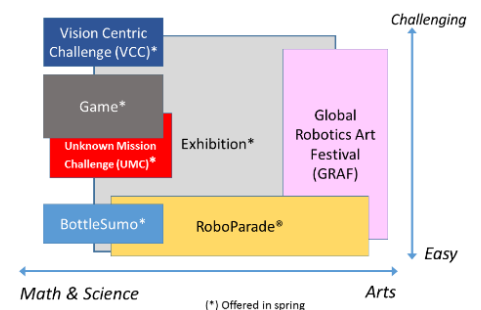 Challenging
Vision Centric
Challenge (VCC)*
Game*
Unknown Mission
Challenge (UMC)*
Exhibition*
Global
Robotics Art
Festival
(GRAF)
BottleSumo*
RoboParade®
Easy
Math & Science
Arts
(*) Offered in spring